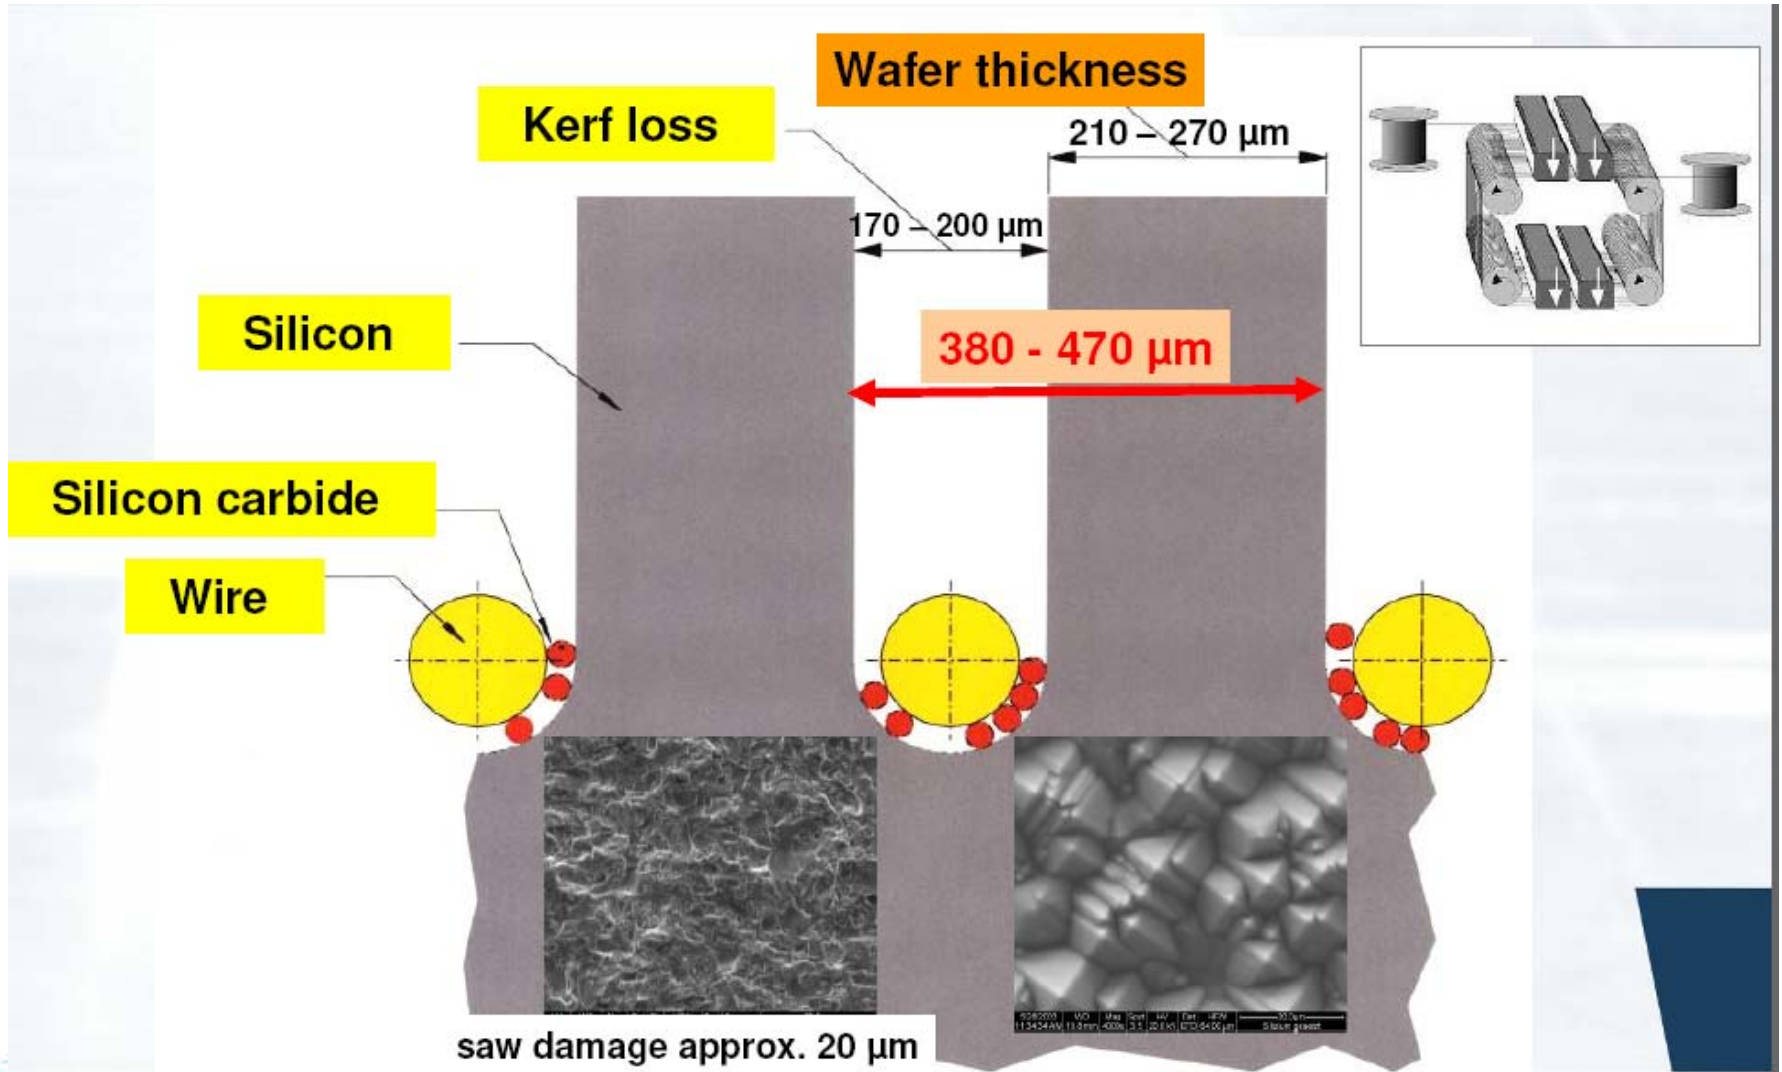 Wafer thickness
Kerf loss
210 – 270 µm
170 – 200 µm
Silicon
380 - 470 µm
Silicon carbide
Wire
saw damage approx. 20 µm